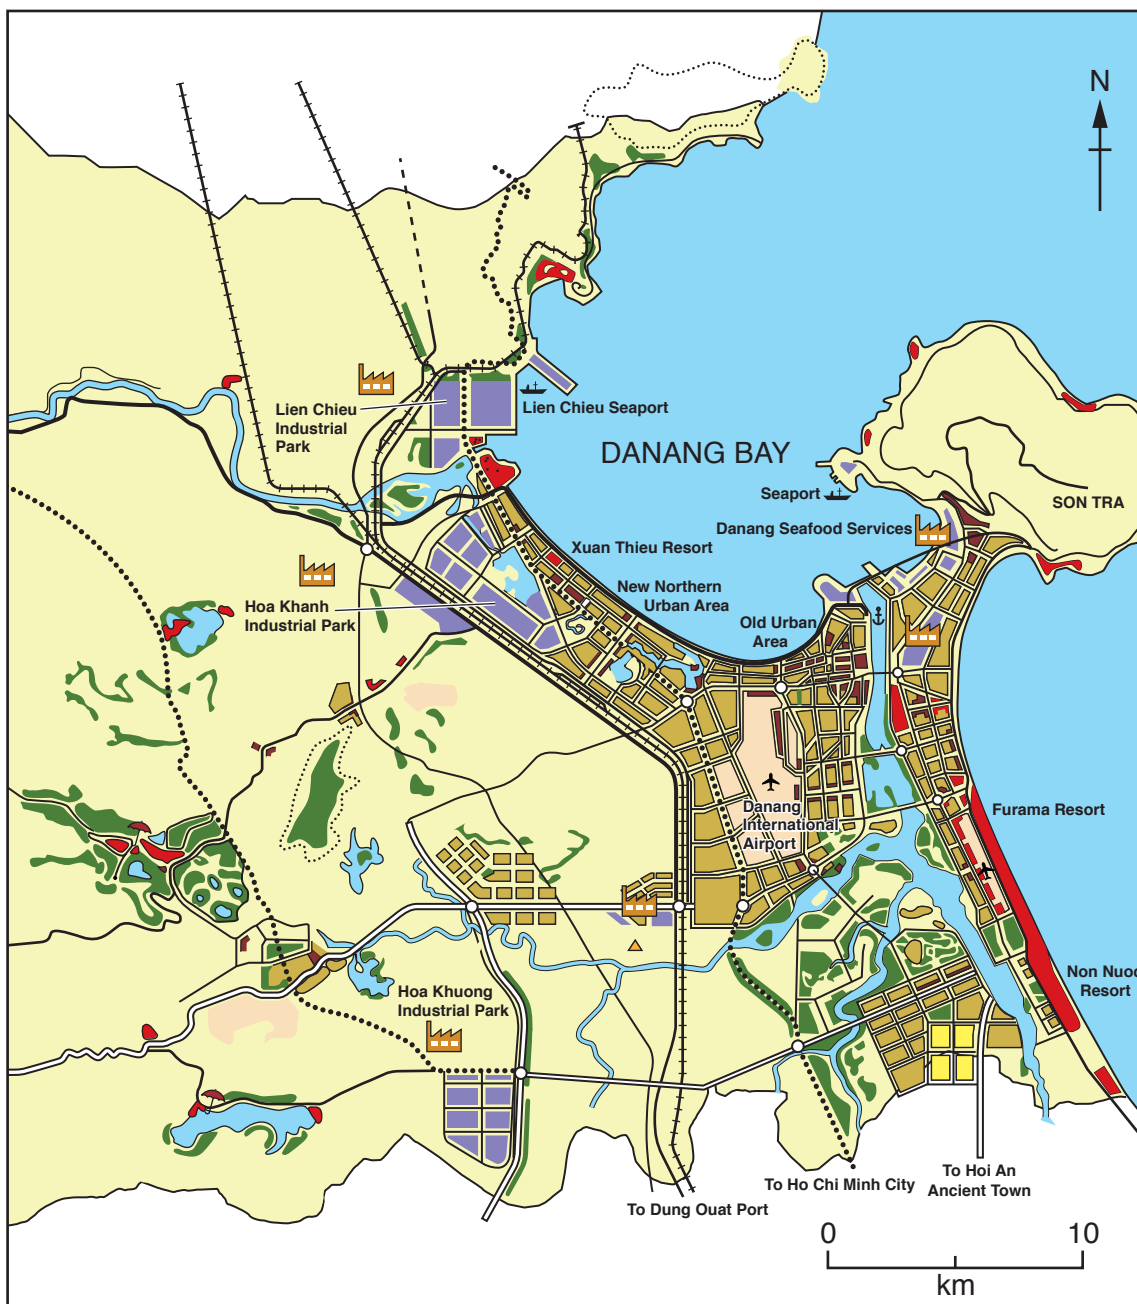 N
Lien Chieu
Industrial
Park
Lien Chieu Seaport
DANANG BAY
Seaport
SON TRA
Danang Seafood Services
Xuan Thieu Resort
New Northern
Urban Area
Old Urban
Area
Hoa Khanh
Industrial Park
Danang
International
Airport
Furama Resort
Non Nuoc
Resort
Hoa Khuong
Industrial Park
To Ho Chi Minh City
To Hoi An
Ancient Town
To Dung Ouat Port
0 10
km